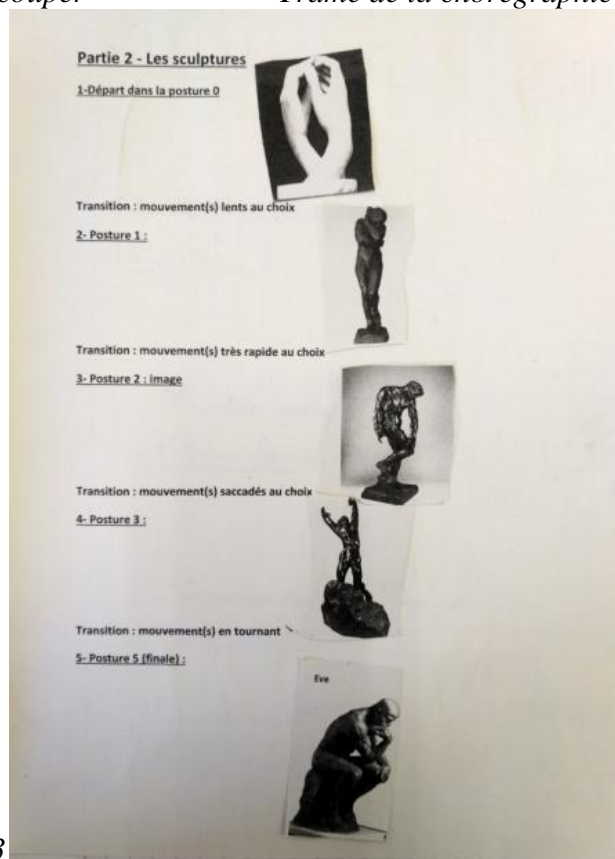 couper
Trame de la chorégraphie
Partie 2 - Les sculptures
1-Départ dans la posture 0
Transition : mouvement(s) lents au choix
2- Posture 1 :
Transition : mouvement(s) très rapide au choix
3- Posture 2 : image
Transition : mouvement(s) saccadés au choix
4- Posture 3 :
Transition : mouvement(s) en tournant
5- Posture 5 (finale) :
Eve